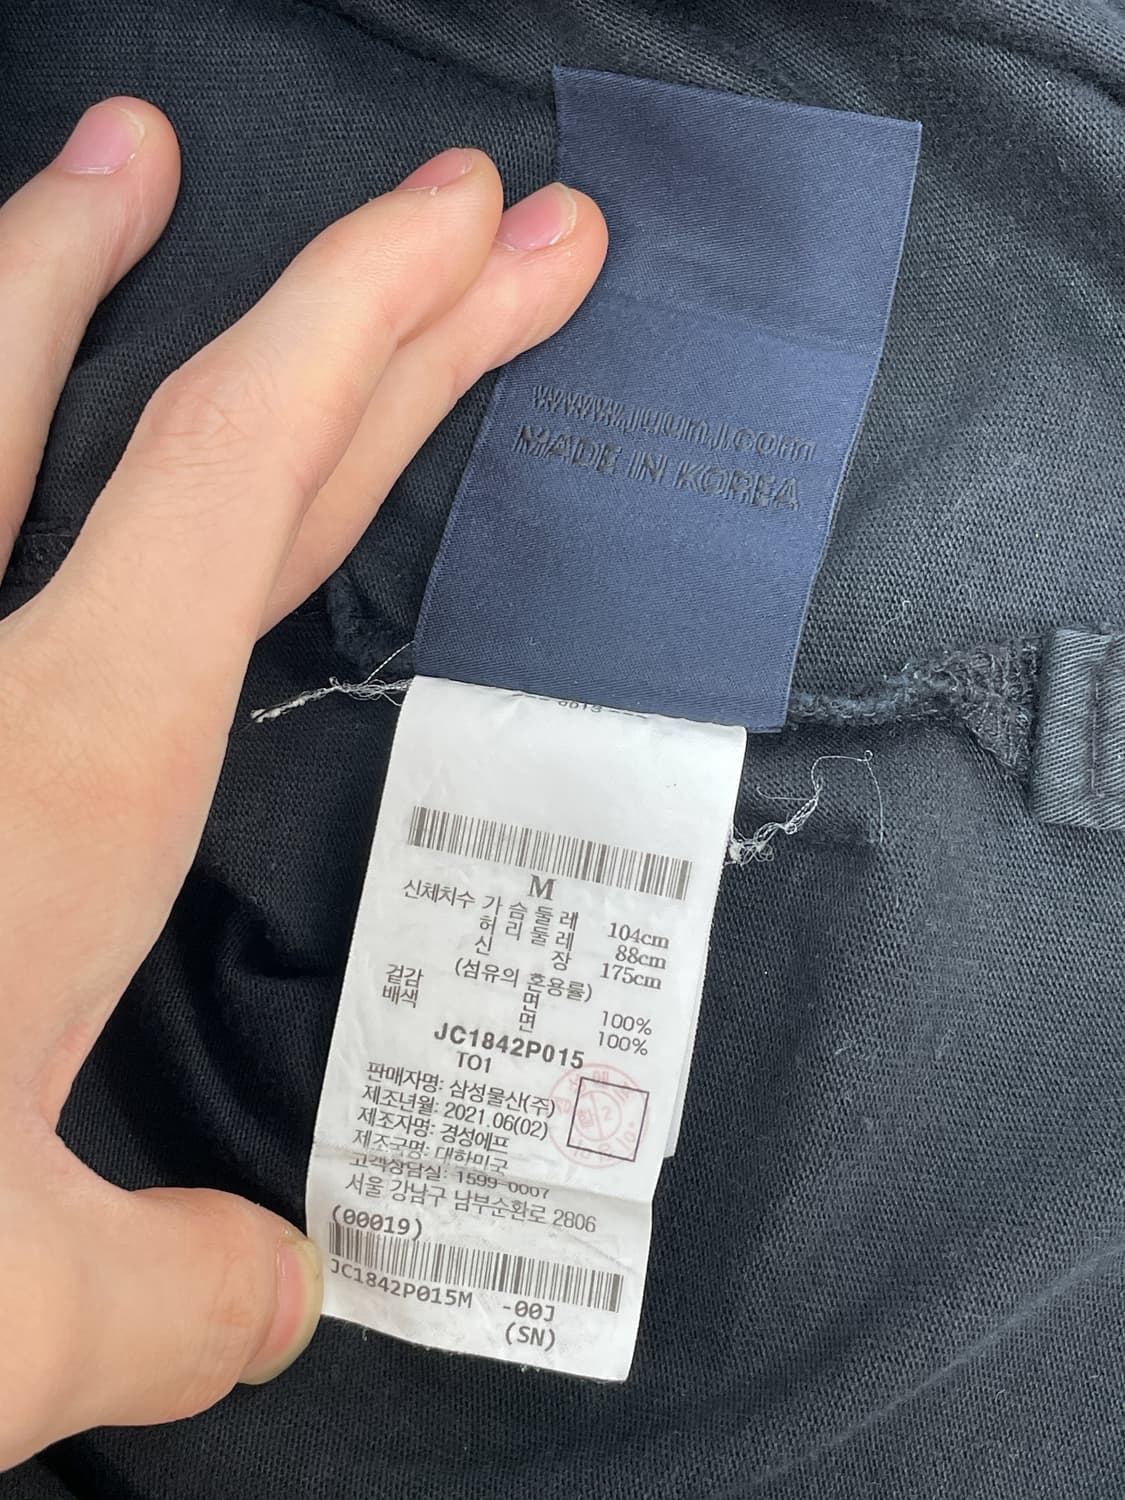 www.juunj.com
MADE IN KOREA
M
신체치수 가슴둘레 104cm
허리둘레 88cm
신장 175cm
(섬유의 혼용률)
겉감 면 100%
배색 면 100%
JC1842P015
TO1
판매자명: 삼성물산(주)
제조년월: 2021.06(02)
제조자명: 경성에프
제조국명: 대한민국
고객상담실: 1599-0007
서울 강남구 남부순환로 2806
(00019)
JC1842P015M -00J
(SN)